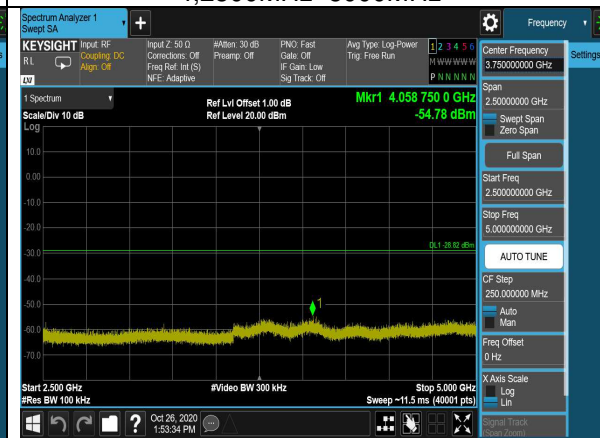 Spectrum Analyzer 1
Swept SA
+
Frequency
KEYSIGHT
RL
LXI
Input: RF
Coupling: DC
Align: Off
Input Z: 50 Ω
Corrections: Off
Freq Ref: Int (S)
NFE: Adaptive
#Atten: 30 dB
Preamp: Off
PNO: Fast
Gate: Off
IF Gain: Low
Sig Track: Off
Avg Type: Log-Power
Trig: Free Run
1 2 3 4 5 6
M W W W W W
P N N N N N
Settings
1 Spectrum
Scale/Div 10 dB
Log
Ref Lvl Offset 1.00 dB
Ref Level 20.00 dBm
Mkr1 4.058 750 0 GHz
-54.78 dBm
10.0
0.00
-10.0
-20.0
-30.0
-40.0
-50.0
-60.0
-70.0
DL1 -28.82 dBm
1
Start 2.500 GHz
#Res BW 100 kHz
#Video BW 300 kHz
Stop 5.000 GHz
Sweep ~11.5 ms (40001 pts)
Center Frequency
3.750000000 GHz
Span
2.50000000 GHz
Swept Span
Zero Span
Full Span
Start Freq
2.500000000 GHz
Stop Freq
5.000000000 GHz
AUTO TUNE
CF Step
250.000000 MHz
Auto
Man
Freq Offset
0 Hz
X Axis Scale
Log
Lin
Signal Track
(Span Zoom)
?
Oct 26, 2020
1:53:34 PM